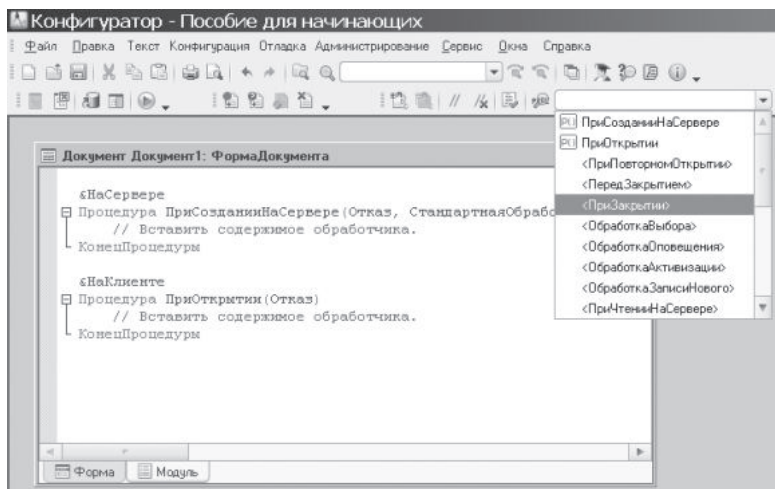 Конфигуратор - Пособие для начинающих
Файл Правка Текст Конфигурация Отладка Администрирование Сервис Окна Справка
ПриСозданииНаСервере
ПриОткрытии
<ПриПовторномОткрытии>
<ПередЗакрытием>
<ПриЗакрытии>
<ОбработкаВыбора>
<ОбработкаОповещения>
<ОбработкаАктивизации>
<ОбработкаЗаписиНового>
<ПриЧтенииНаСервере>
Документ Документ1: ФормаДокумента
&НаСервере
Процедура ПриСозданииНаСервере(Отказ, СтандартнаяОбрабо
// Вставить содержимое обработчика.
КонецПроцедуры
&НаКлиенте
Процедура ПриОткрытии(Отказ)
// Вставить содержимое обработчика.
КонецПроцедуры
Форма Модуль